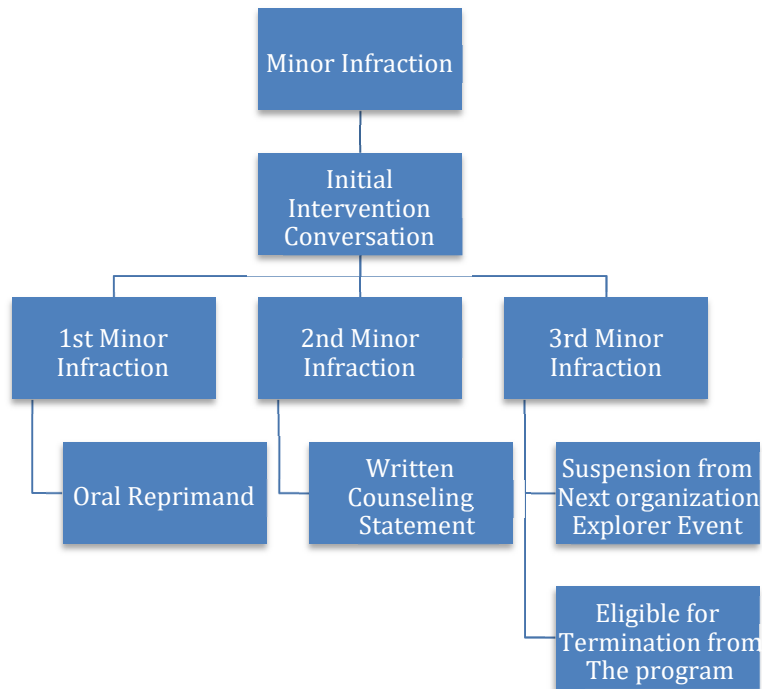 Minor Infraction
Initial
Intervention
Conversation
1st Minor
Infraction
2nd Minor
Infraction
3rd Minor
Infraction
Oral Reprimand
Written
Counseling
Statement
Suspension from
Next organization
Explorer Event
Eligible for
Termination from
The program